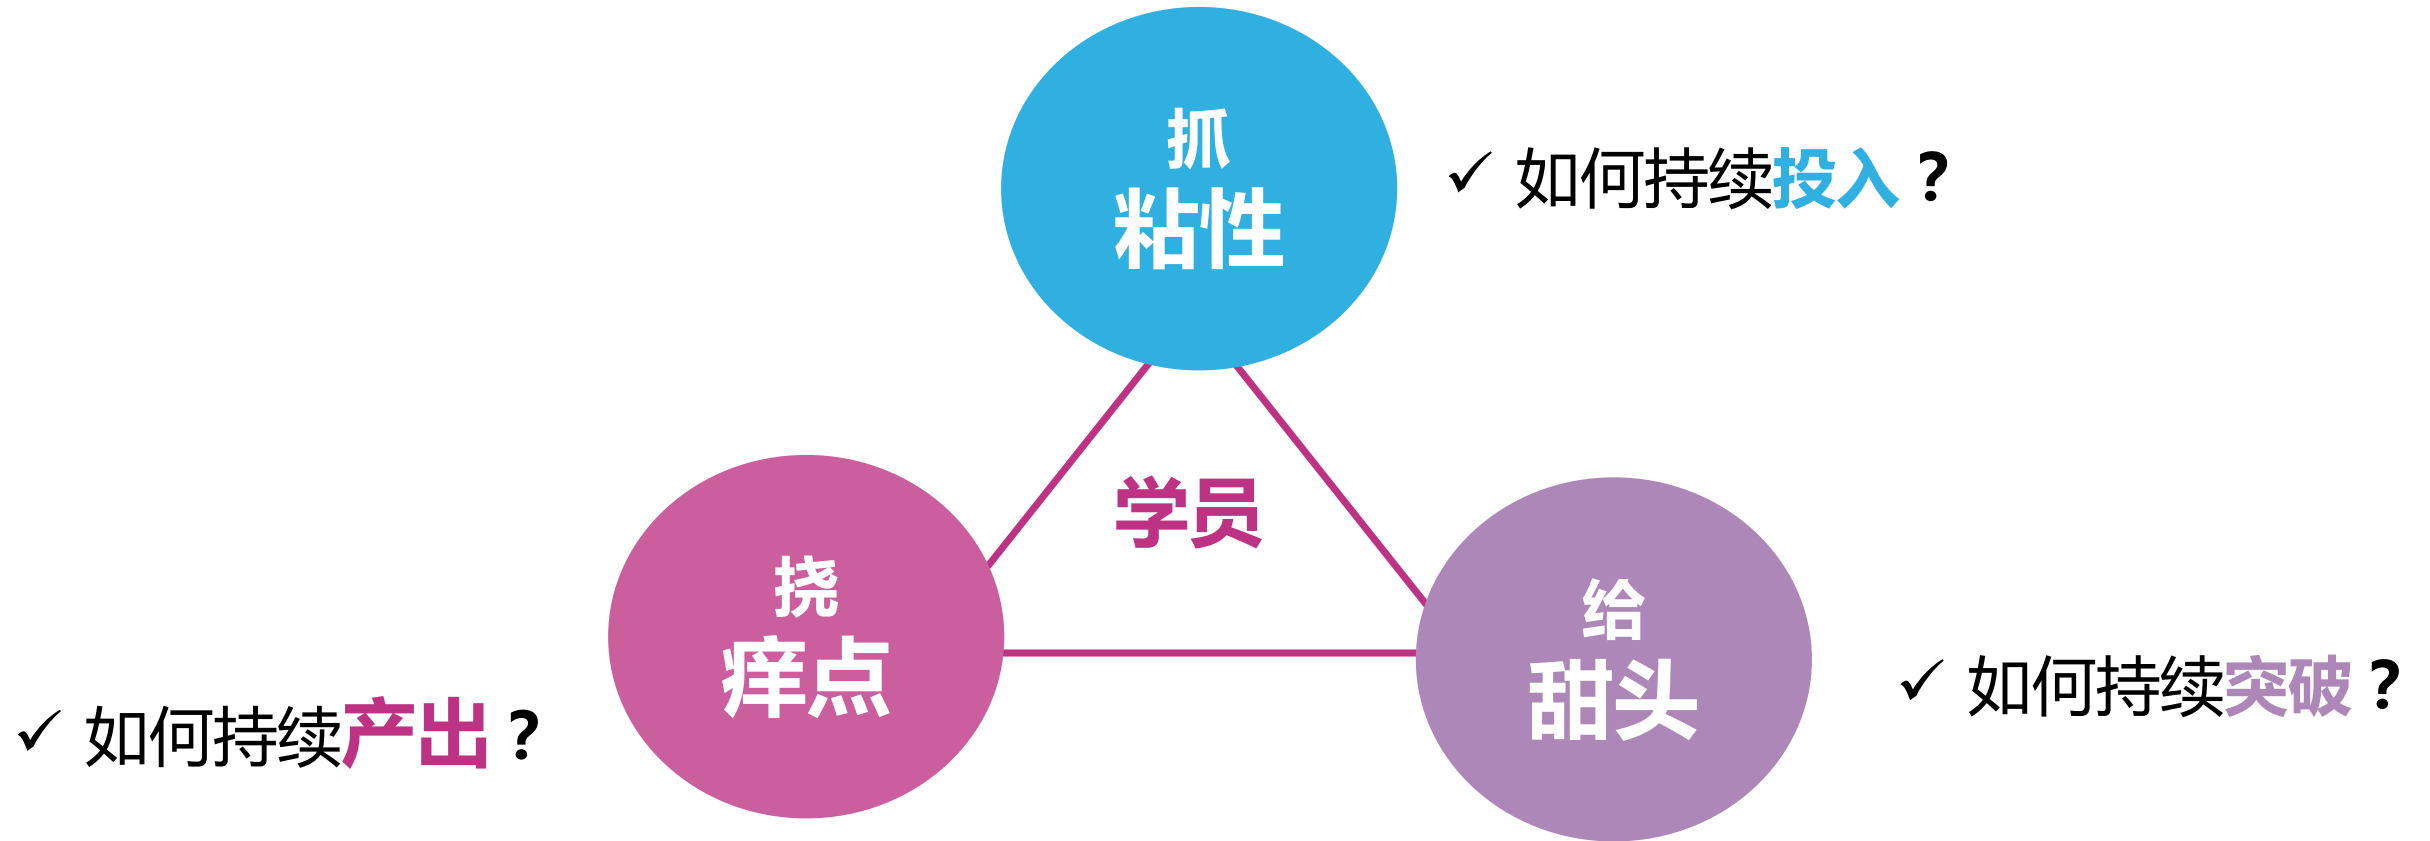 抓
粘性
✓ 如何持续投入？
学员
挠
痒点
✓ 如何持续产出？
给
甜头
✓ 如何持续突破？